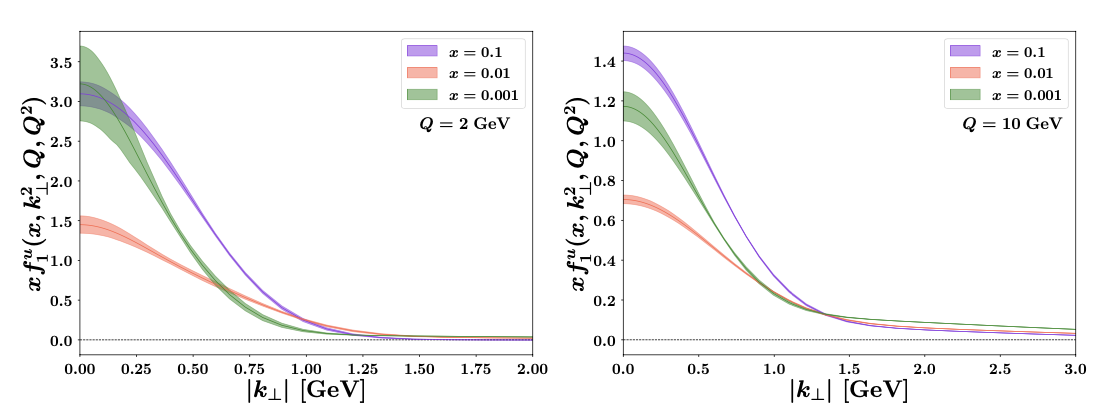 xf₁ᵘ(x, k²⊥, Q, Q²)
3.5
3.0
2.5
2.0
1.5
1.0
0.5
0.0
x = 0.1
x = 0.01
x = 0.001
Q = 2 GeV
0.00 0.25 0.50 0.75 1.00 1.25 1.50 1.75 2.00
|k⊥| [GeV]
xf₁ᵘ(x, k²⊥, Q, Q²)
1.4
1.2
1.0
0.8
0.6
0.4
0.2
0.0
x = 0.1
x = 0.01
x = 0.001
Q = 10 GeV
0.0 0.5 1.0 1.5 2.0 2.5 3.0
|k⊥| [GeV]